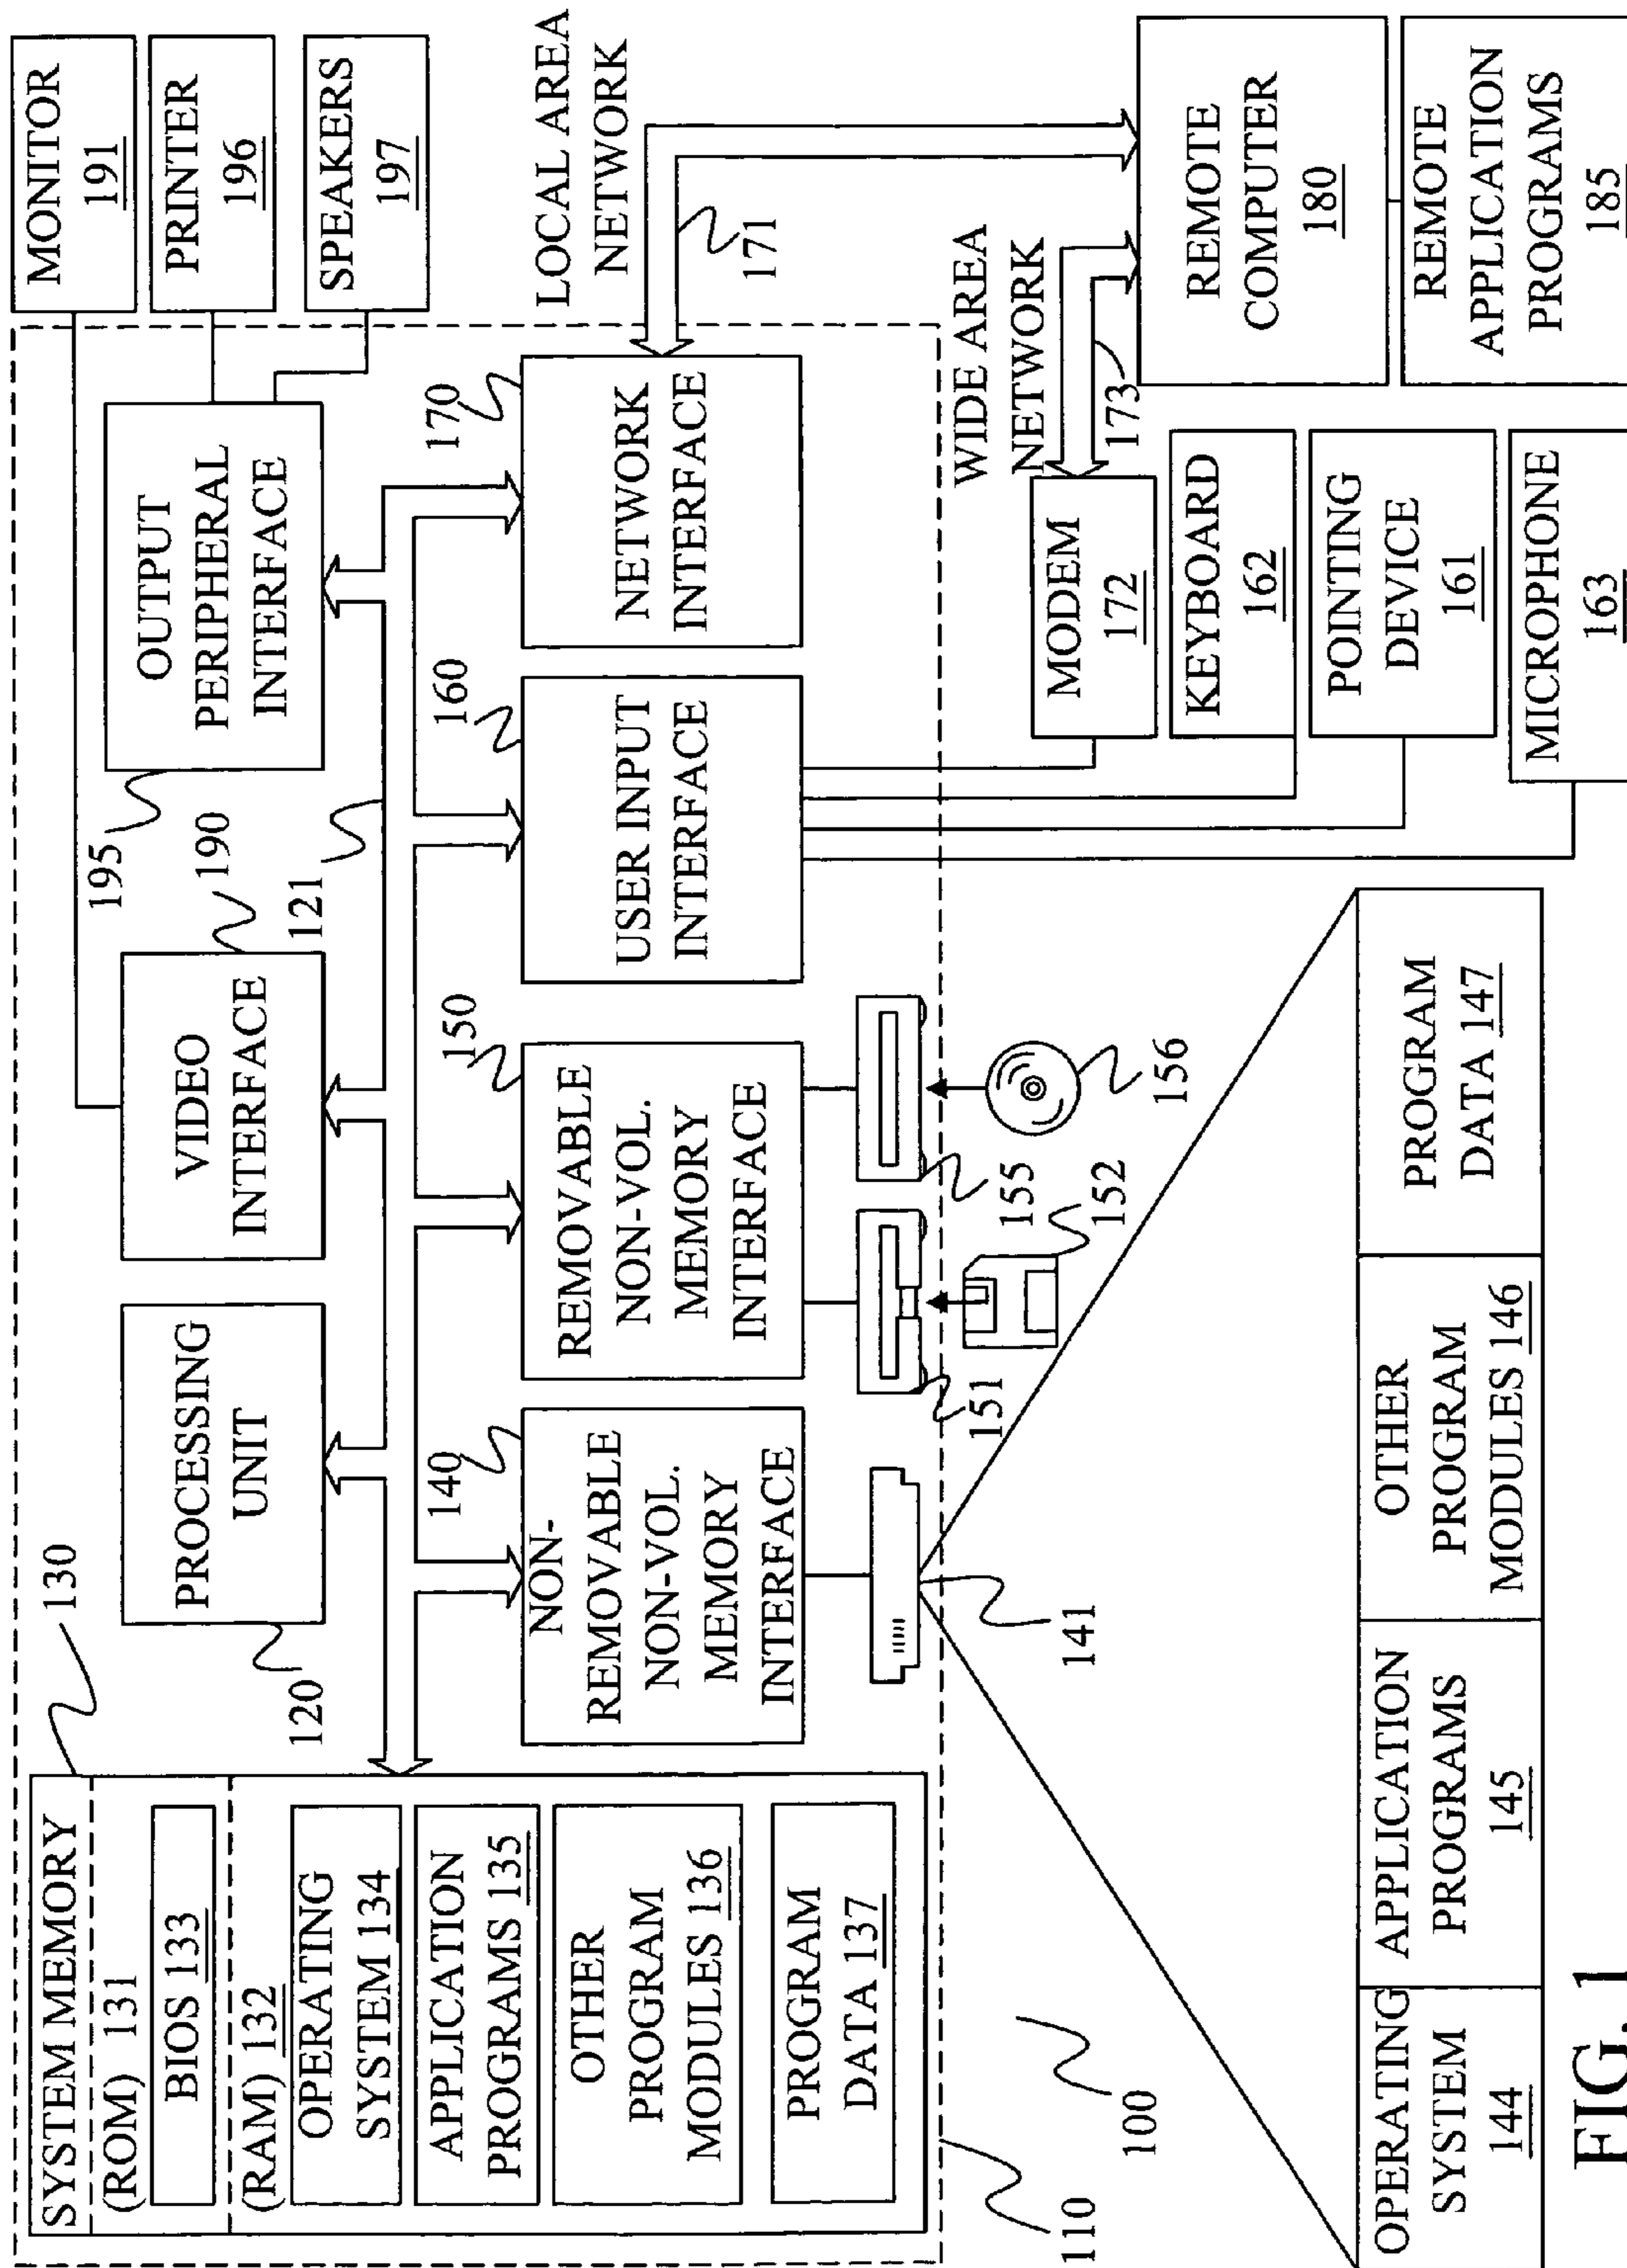 SYSTEM MEMORY
130
(ROM) 131
BIOS 133
(RAM) 132
OPERATING
SYSTEM 134
APPLICATION
PROGRAMS 135
OTHER
PROGRAM
MODULES 136
PROGRAM
DATA 137
PROCESSING
UNIT
120
VIDEO
INTERFACE
190
121
OUTPUT
PERIPHERAL
INTERFACE
195
MONITOR
191
PRINTER
196
SPEAKERS
197
140
NON-
REMOVABLE
NON-VOL.
MEMORY
INTERFACE
150
REMOVABLE
NON-VOL.
MEMORY
INTERFACE
160
USER INPUT
INTERFACE
170
NETWORK
INTERFACE
LOCAL AREA
NETWORK
171
141
151
152
155
156
WIDE AREA
NETWORK
173
MODEM
172
KEYBOARD
162
POINTING
DEVICE
161
MICROPHONE
163
REMOTE
COMPUTER
180
REMOTE
APPLICATION
PROGRAMS
185
110
100
OPERATING
SYSTEM
144
APPLICATION
PROGRAMS
145
OTHER
PROGRAM
MODULES 146
PROGRAM
DATA 147
FIG. 1